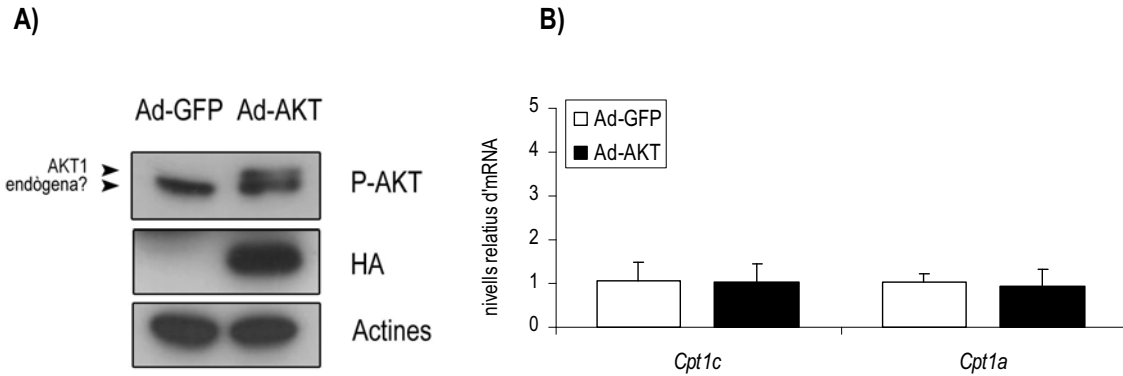 A)
Ad-GFP Ad-AKT
AKT1
endògena?
P-AKT
HA
Actines
B)
nivells relatius d'mRNA
5
4
3
2
1
0
Ad-GFP
Ad-AKT
Cpt1c
Cpt1a